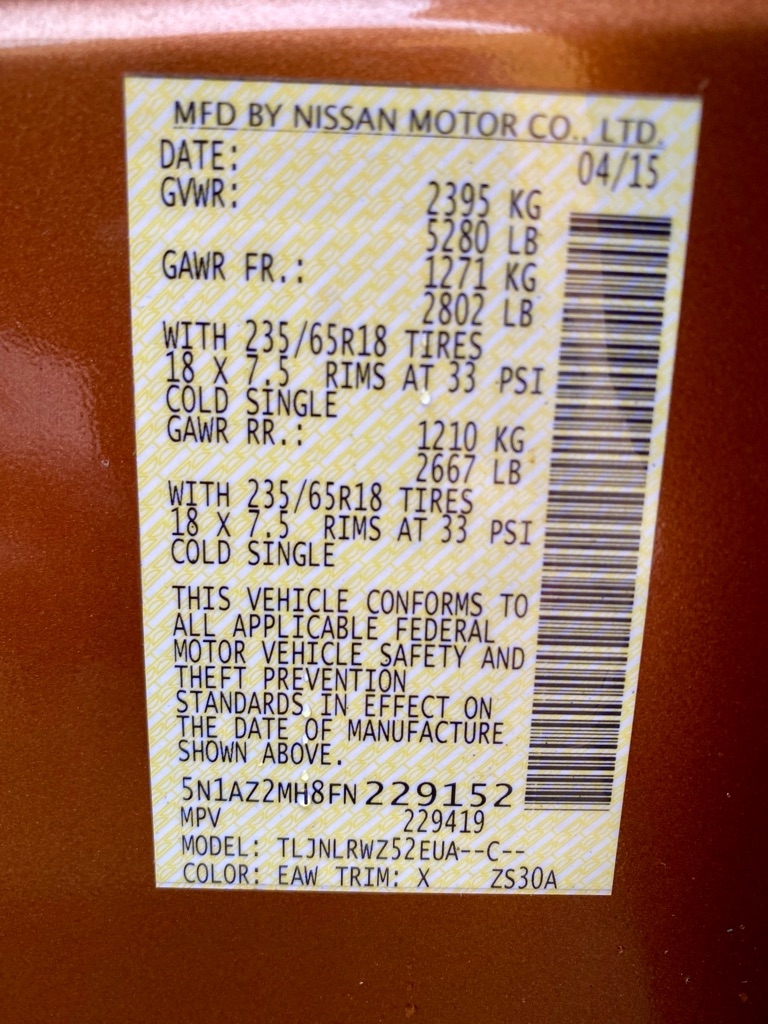 MFD BY NISSAN MOTOR CO., LTD.
DATE: 04/15
GVWR: 2395 KG
5280 LB
GAWR FR.: 1271 KG
2802 LB
WITH 235/65R18 TIRES
18 X 7.5 RIMS AT 33 PSI
COLD SINGLE
GAWR RR.: 1210 KG
2667 LB
WITH 235/65R18 TIRES
18 X 7.5 RIMS AT 33 PSI
COLD SINGLE
THIS VEHICLE CONFORMS TO
ALL APPLICABLE FEDERAL
MOTOR VEHICLE SAFETY AND
THEFT PREVENTION
STANDARDS IN EFFECT ON
THE DATE OF MANUFACTURE
SHOWN ABOVE.
5N1AZ2MH8FN229152
MPV 229419
MODEL: TLJNLRWZ52EUA--C--
COLOR: EAW TRIM: X ZS30A